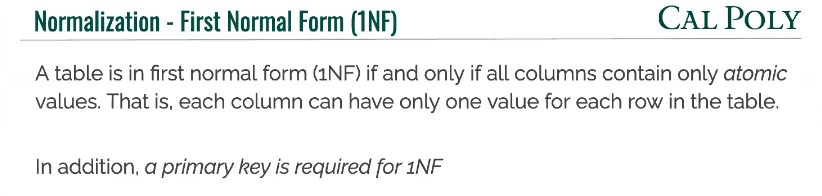 Normalization - First Normal Form (1NF)
CAL POLY
A table is in first normal form (1NF) if and only if all columns contain only atomic
values. That is, each column can have only one value for each row in the table.
In addition, a primary key is required for 1NF